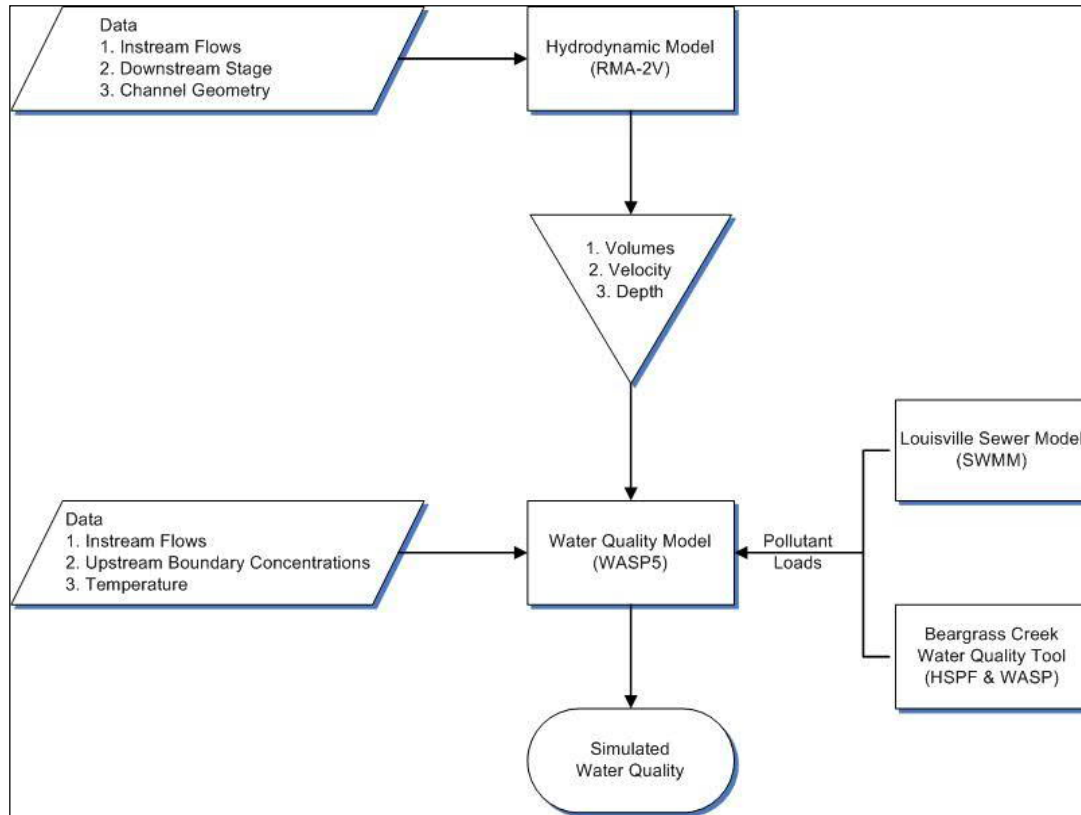 Data
1. Instream Flows
2. Downstream Stage
3. Channel Geometry
Hydrodynamic Model
(RMA-2V)
1. Volumes
2. Velocity
3. Depth
Louisville Sewer Model
(SWMM)
Data
1. Instream Flows
2. Upstream Boundary Concentrations
3. Temperature
Water Quality Model
(WASP5)
Pollutant
Loads
Beargrass Creek
Water Quality Tool
(HSPF & WASP)
Simulated
Water Quality